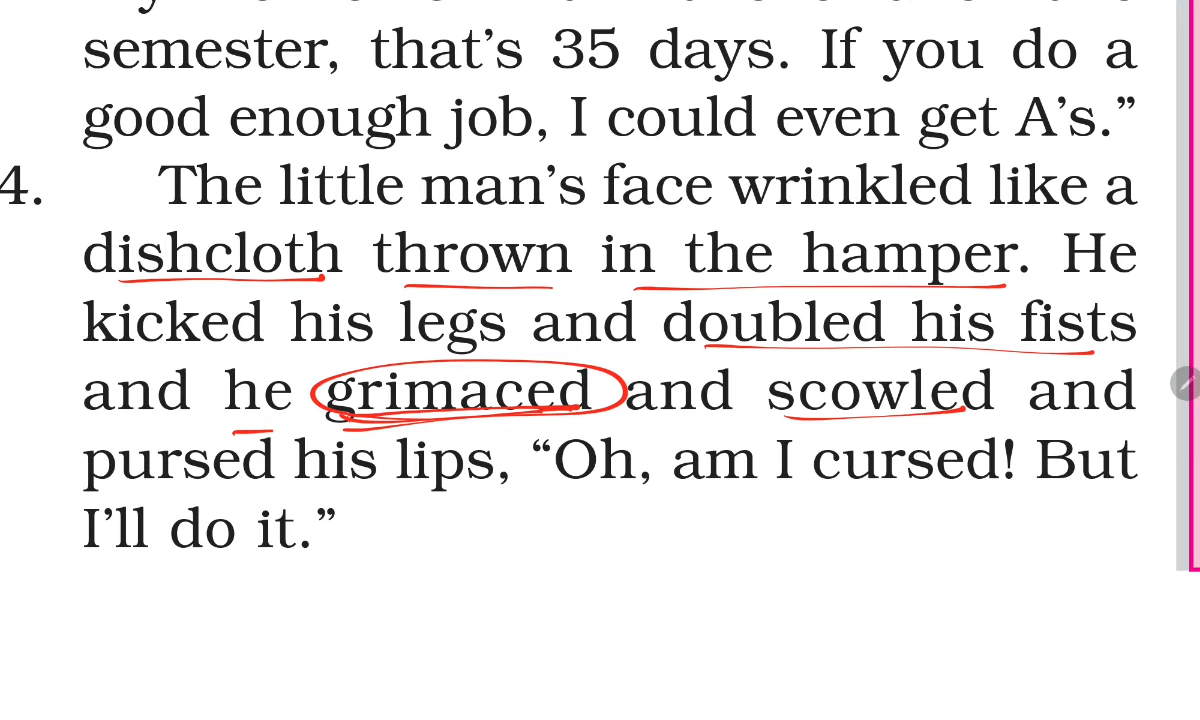 semester, that’s 35 days. If you do a
good enough job, I could even get A’s.”
4. The little man’s face wrinkled like a
dishcloth thrown in the hamper. He
kicked his legs and doubled his fists
and he grimaced and scowled and
pursed his lips, “Oh, am I cursed! But
I’ll do it.”